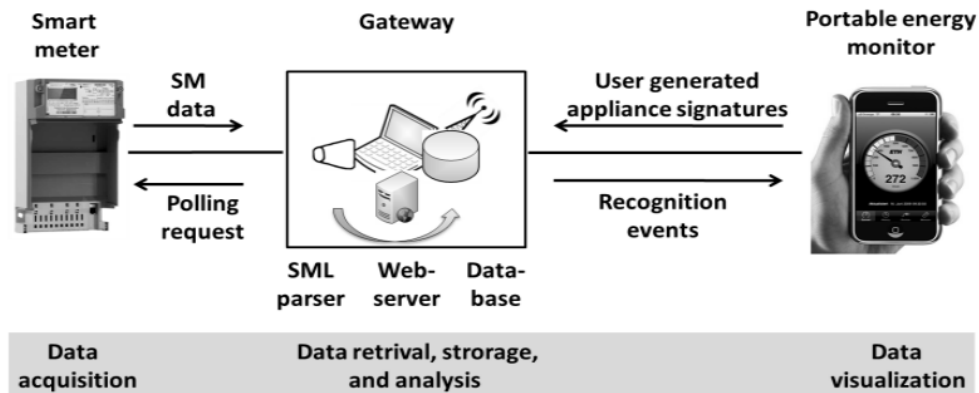 Smart
meter
Gateway
Portable energy
monitor
SM
data
User generated
appliance signatures
272
Polling
request
Recognition
events
SML
parser
Web-
server
Data-
base
Data
acquisition
Data retrival, strorage,
and analysis
Data
visualization